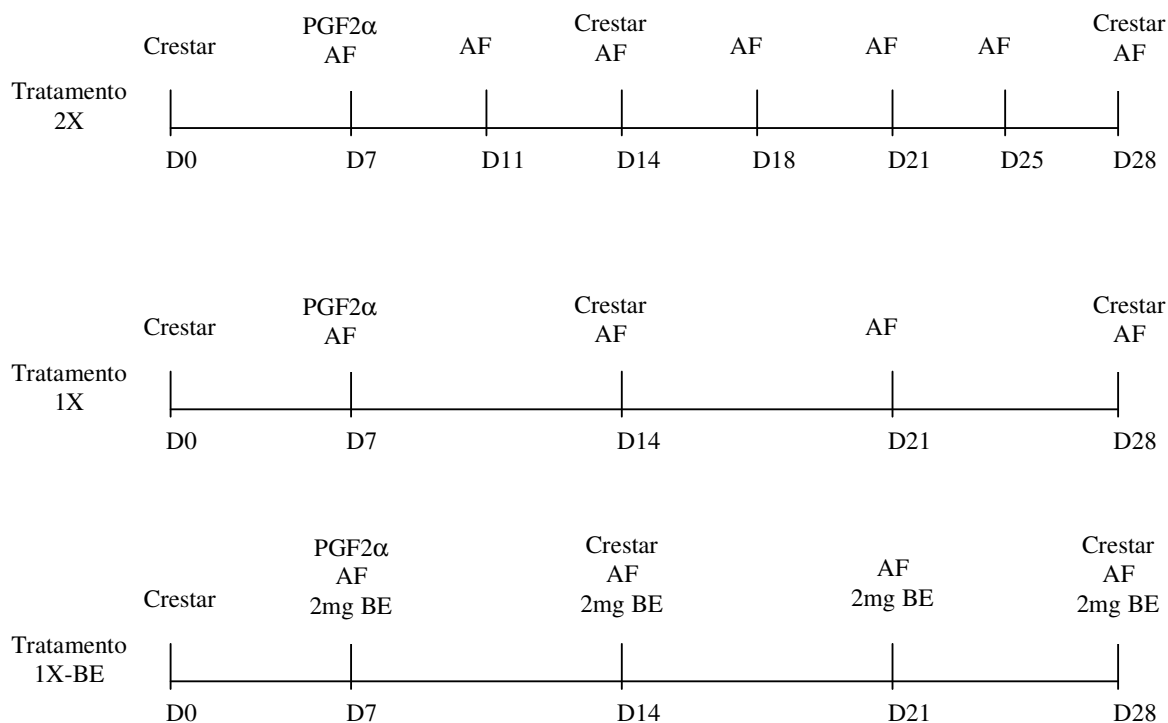 PGF2α
Crestar
Crestar AF AF AF AF AF AF Crestar AF
Tratamento
2X
D0 D7 D11 D14 D18 D21 D25 D28
PGF2α Crestar Crestar
Crestar AF AF AF AF
Tratamento
1X
D0 D7 D14 D21 D28
PGF2α Crestar Crestar
AF AF AF AF
Crestar 2mg BE 2mg BE 2mg BE 2mg BE
Tratamento
1X-BE
D0 D7 D14 D21 D28